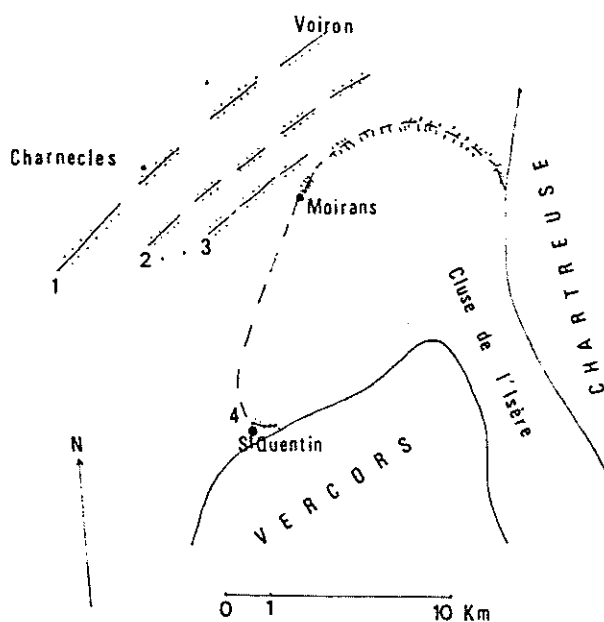 Voiron
Charnecles
Moirans
1
2
3
4
CHARTREUSE
Cluse de l'Isère
St Quentin
VERCORS
N
0 1 10 Km